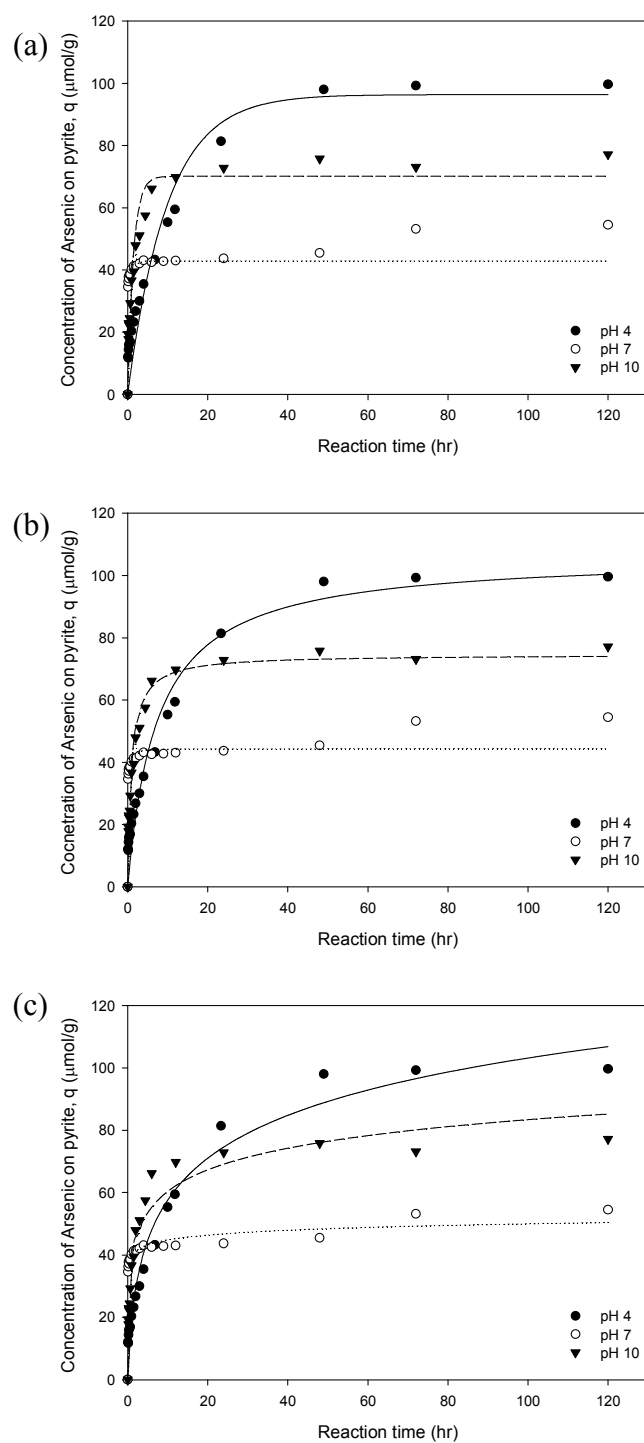 (a)
Concentration of Arsenic on pyrite, q (μmol/g)
120
100
80
60
40
20
0
pH 4
pH 7
pH 10
0 20 40 60 80 100 120
Reaction time (hr)
(b)
Cocnetration of Arsenic on pyrite, q (μmol/g)
120
100
80
60
40
20
0
pH 4
pH 7
pH 10
0 20 40 60 80 100 120
Reaction time (hr)
(c)
Concentration of Arsenic on pyrite, q (μmol/g)
120
100
80
60
40
20
0
pH 4
pH 7
pH 10
0 20 40 60 80 100 120
Reaction time (hr)